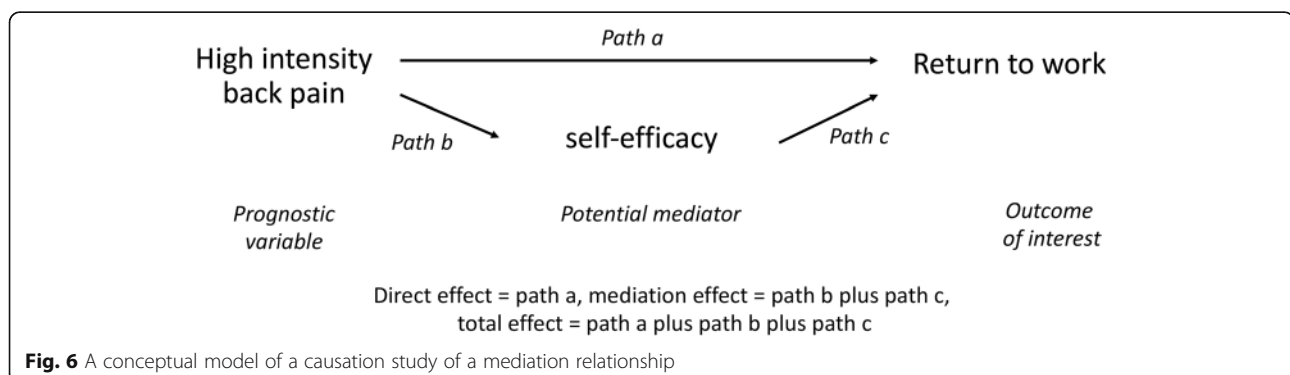 Path a
High intensity
back pain
Return to work
Path b
self-efficacy
Path c
Prognostic
variable
Potential mediator
Outcome
of interest
Direct effect = path a, mediation effect = path b plus path c,
total effect = path a plus path b plus path c
Fig. 6 A conceptual model of a causation study of a mediation relationship